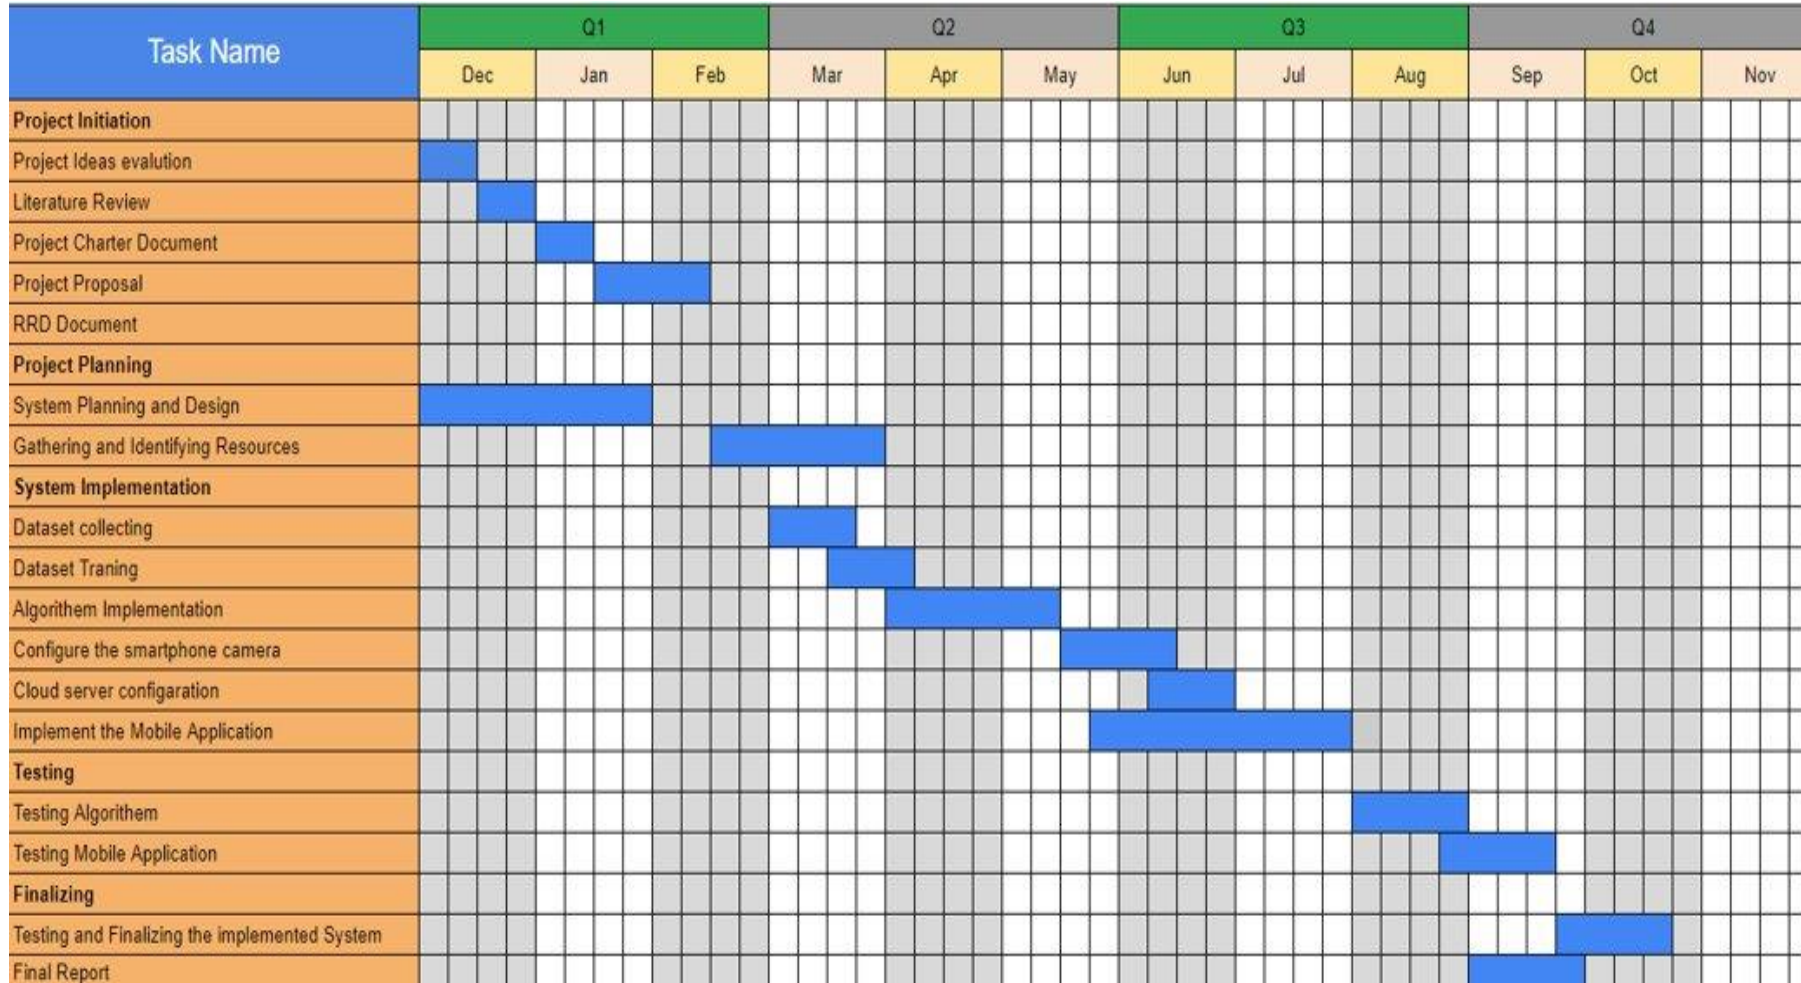 Task Name
Q1 Q2 Q3 Q4
Dec Jan Feb Mar Apr May Jun Jul Aug Sep Oct Nov
Project Initiation
Project Ideas evalution
Literature Review
Project Charter Document
Project Proposal
RRD Document
Project Planning
System Planning and Design
Gathering and Identifying Resources
System Implementation
Dataset collecting
Dataset Traning
Algorithem Implementation
Configure the smartphone camera
Cloud server configaration
Implement the Mobile Application
Testing
Testing Algorithem
Testing Mobile Application
Finalizing
Testing and Finalizing the implemented System
Final Report